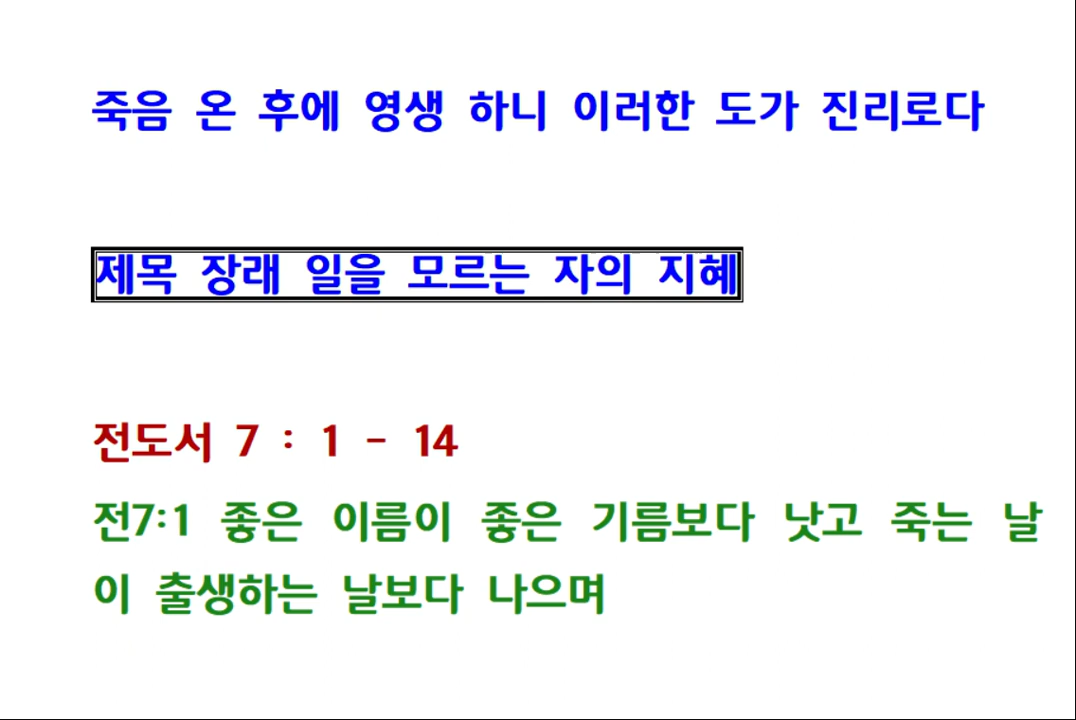 죽음 온 후에 영생 하니 이러한 도가 진리로다
제목 장래 일을 모르는 자의 지혜
전도서 7 : 1 - 14
전7:1 좋은 이름이 좋은 기름보다 낫고 죽는 날
이 출생하는 날보다 나으며